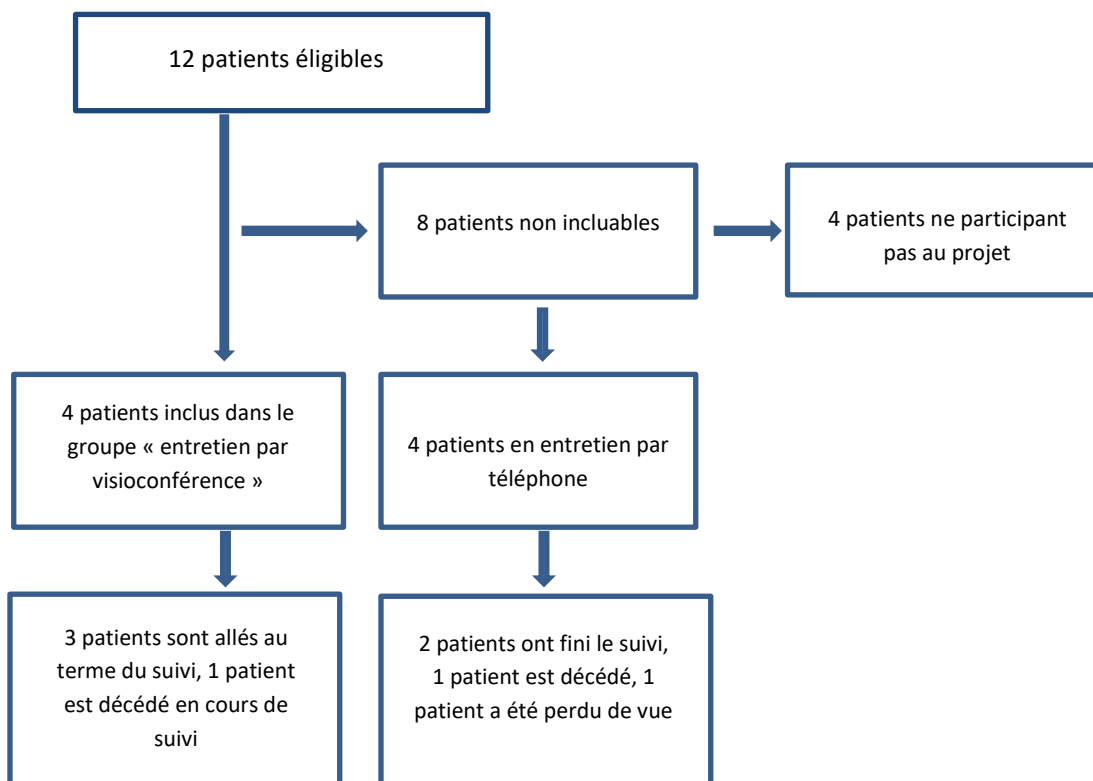 12 patients éligibles
8 patients non incluables
4 patients ne participant
pas au projet
4 patients inclus dans le
groupe « entretien par
visioconférence »
4 patients en entretien par
téléphone
3 patients sont allés au
terme du suivi, 1 patient
est décédé en cours de
suivi
2 patients ont fini le suivi,
1 patient est décédé, 1
patient a été perdu de vue